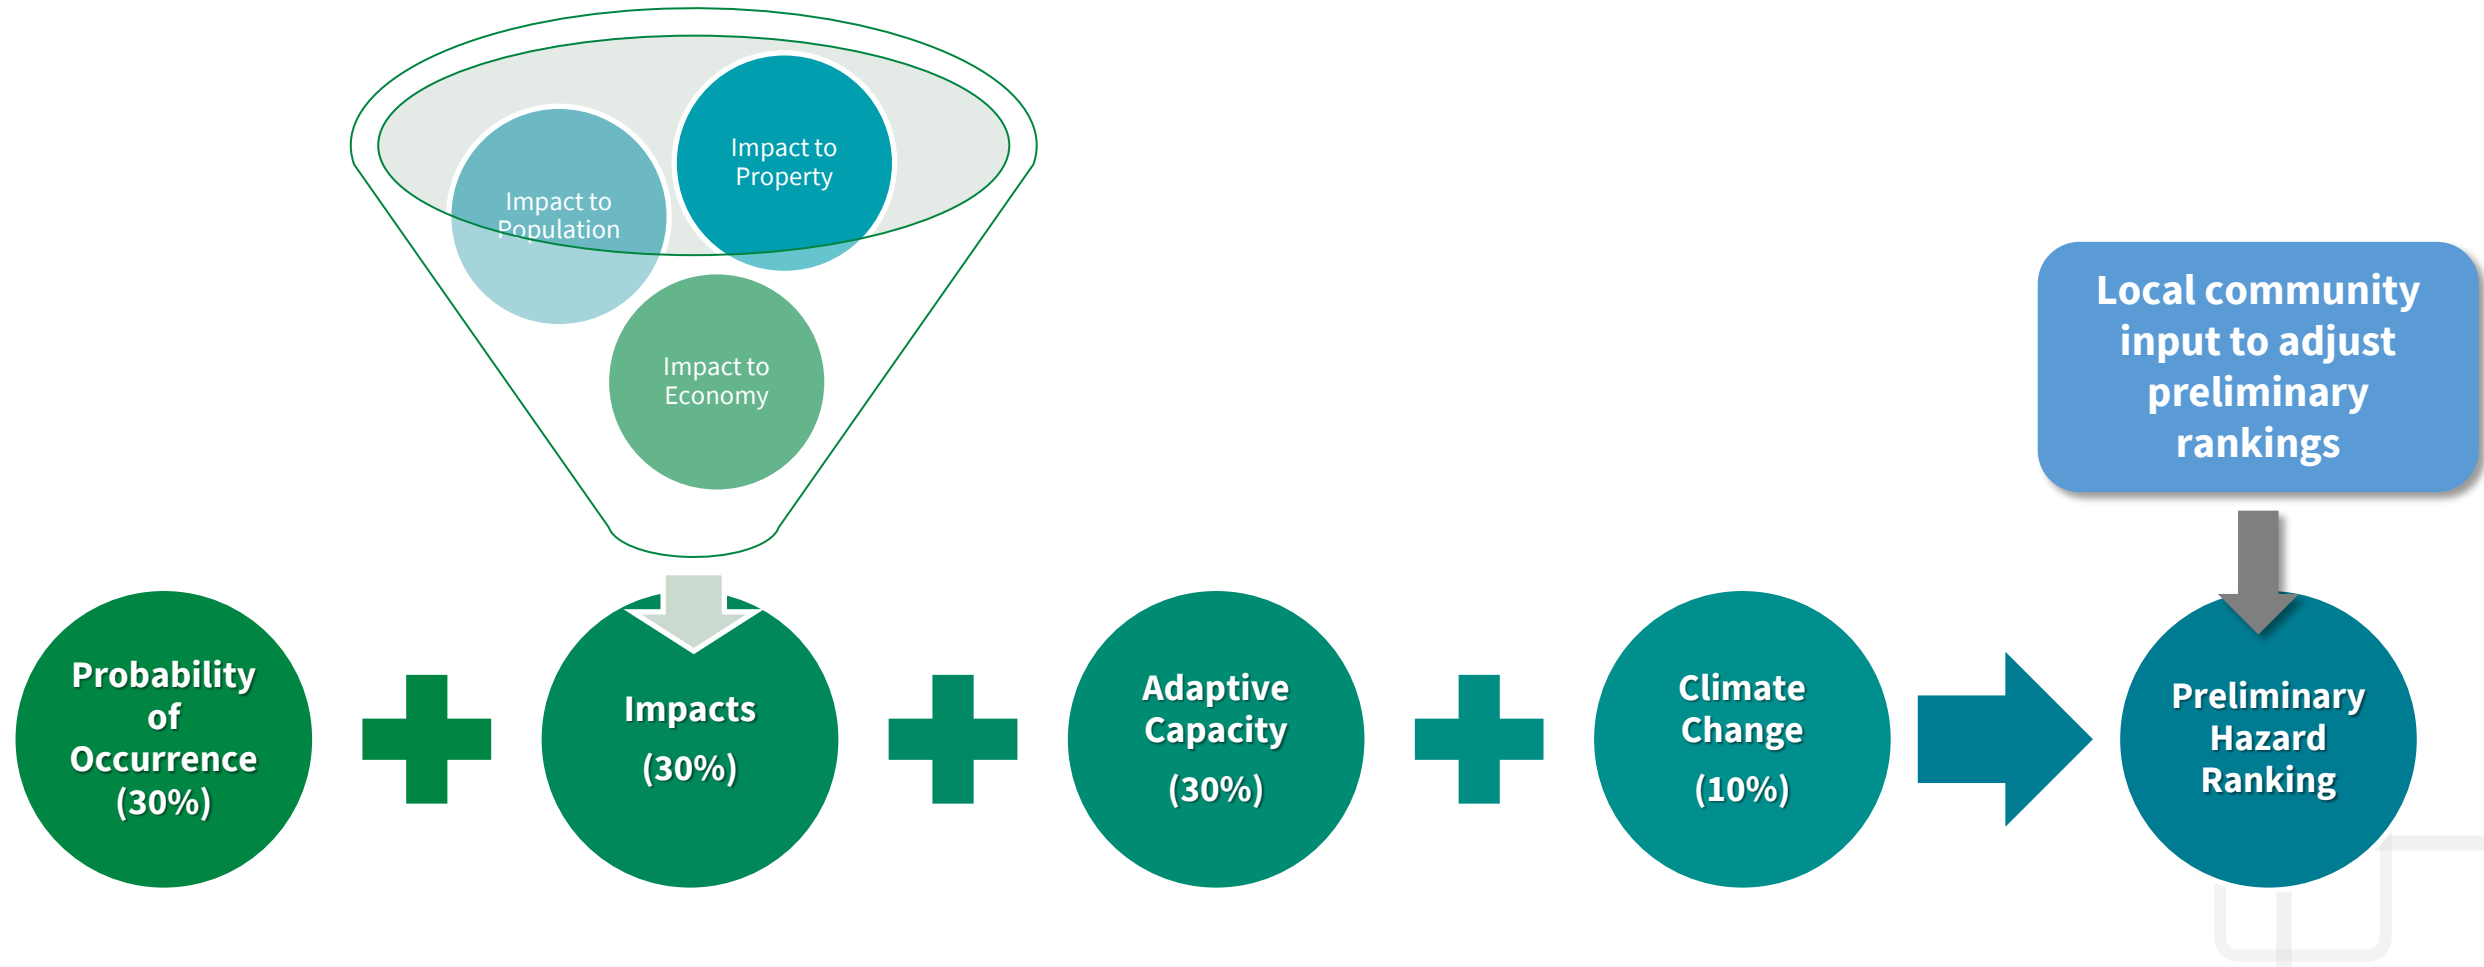 Impact to
Property
Impact to
Population
Impact to
Economy
Local community
input to adjust
preliminary
rankings
Probability
of
Occurrence
(30%)
Impacts
(30%)
Adaptive
Capacity
(30%)
Climate
Change
(10%)
Preliminary
Hazard
Ranking